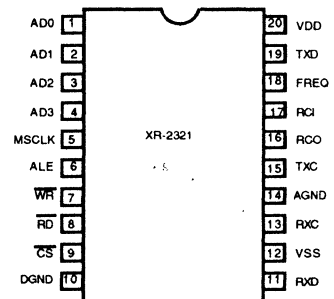 AD0 1 20 VDD
AD1 2 19 TXD
AD2 3 18 FREQ
AD3 4 17 RCI
XR-2321
MSCLK 5 16 RCO
ALE 6 15 TXC
WR 7 14 AGND
RD 8 13 RXC
CS 9 12 VSS
DGND 10 11 RXD